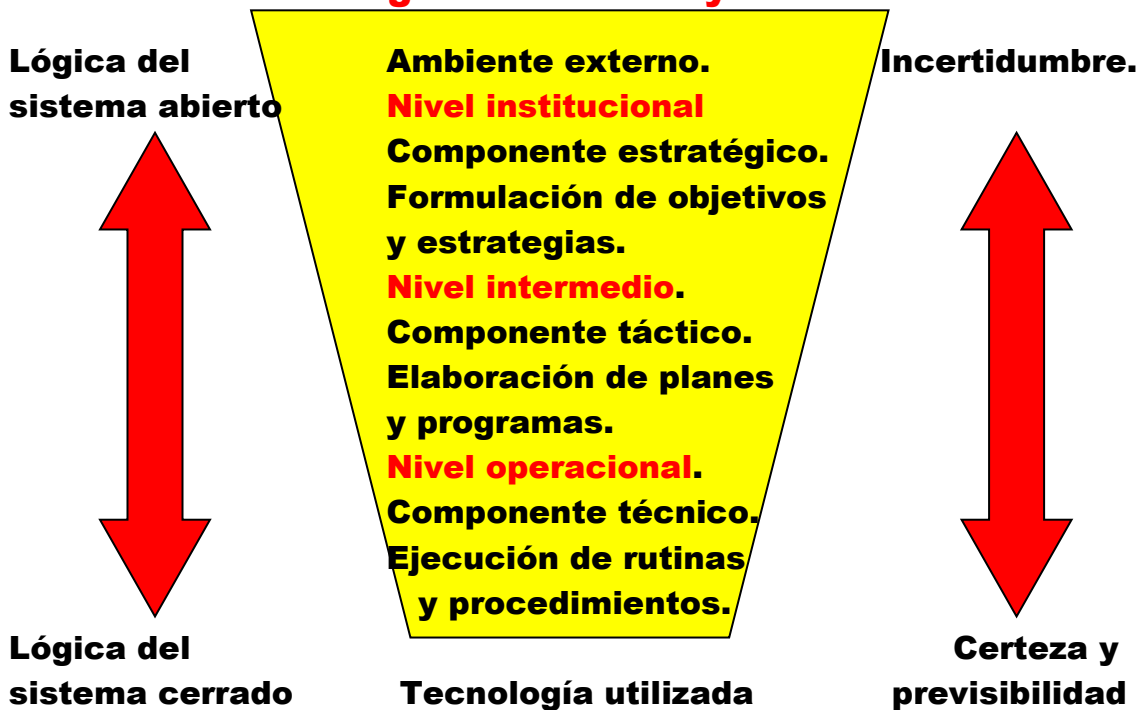 Lógica del
sistema abierto
Ambiente externo.
Nivel institucional
Componente estratégico.
Formulación de objetivos
y estrategias.
Nivel intermedio.
Componente táctico.
Elaboración de planes
y programas.
Nivel operacional.
Componente técnico.
Ejecución de rutinas
y procedimientos.
Incertidumbre.
Lógica del
sistema cerrado
Tecnología utilizada
Certeza y
previsibilidad